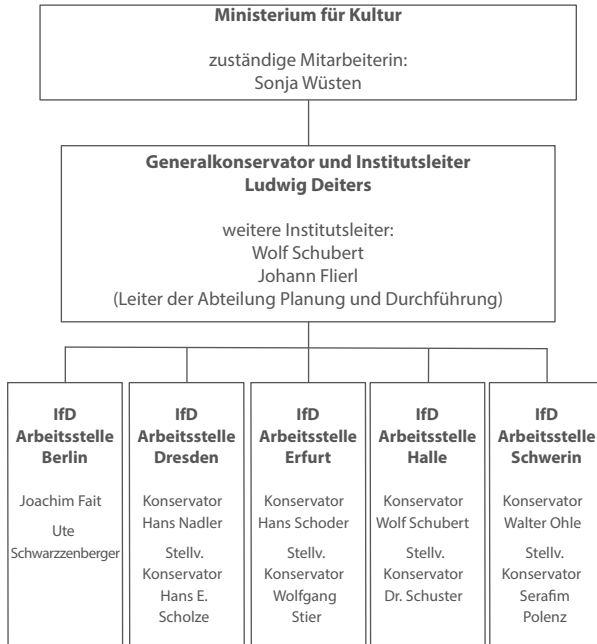 Ministerium für Kultur
zuständige Mitarbeiterin:
Sonja Wüsten
Generalkonservator und Institutsleiter
Ludwig Deiters
weitere Institutsleiter:
Wolf Schubert
Johann Flierl
(Leiter der Abteilung Planung und Durchführung)
IfD
Arbeitsstelle
Berlin
Joachim Fait
Ute
Schwarzzenberger
IfD
Arbeitsstelle
Dresden
Konservator
Hans Nadler
Stellv.
Konservator
Hans E.
Scholze
IfD
Arbeitsstelle
Erfurt
Konservator
Hans Schoder
Stellv.
Konservator
Wolfgang
Stier
IfD
Arbeitsstelle
Halle
Konservator
Wolf Schubert
Stellv.
Konservator
Dr. Schuster
IfD
Arbeitsstelle
Schwerin
Konservator
Walter Ohle
Stellv.
Konservator
Serafim
Polenz